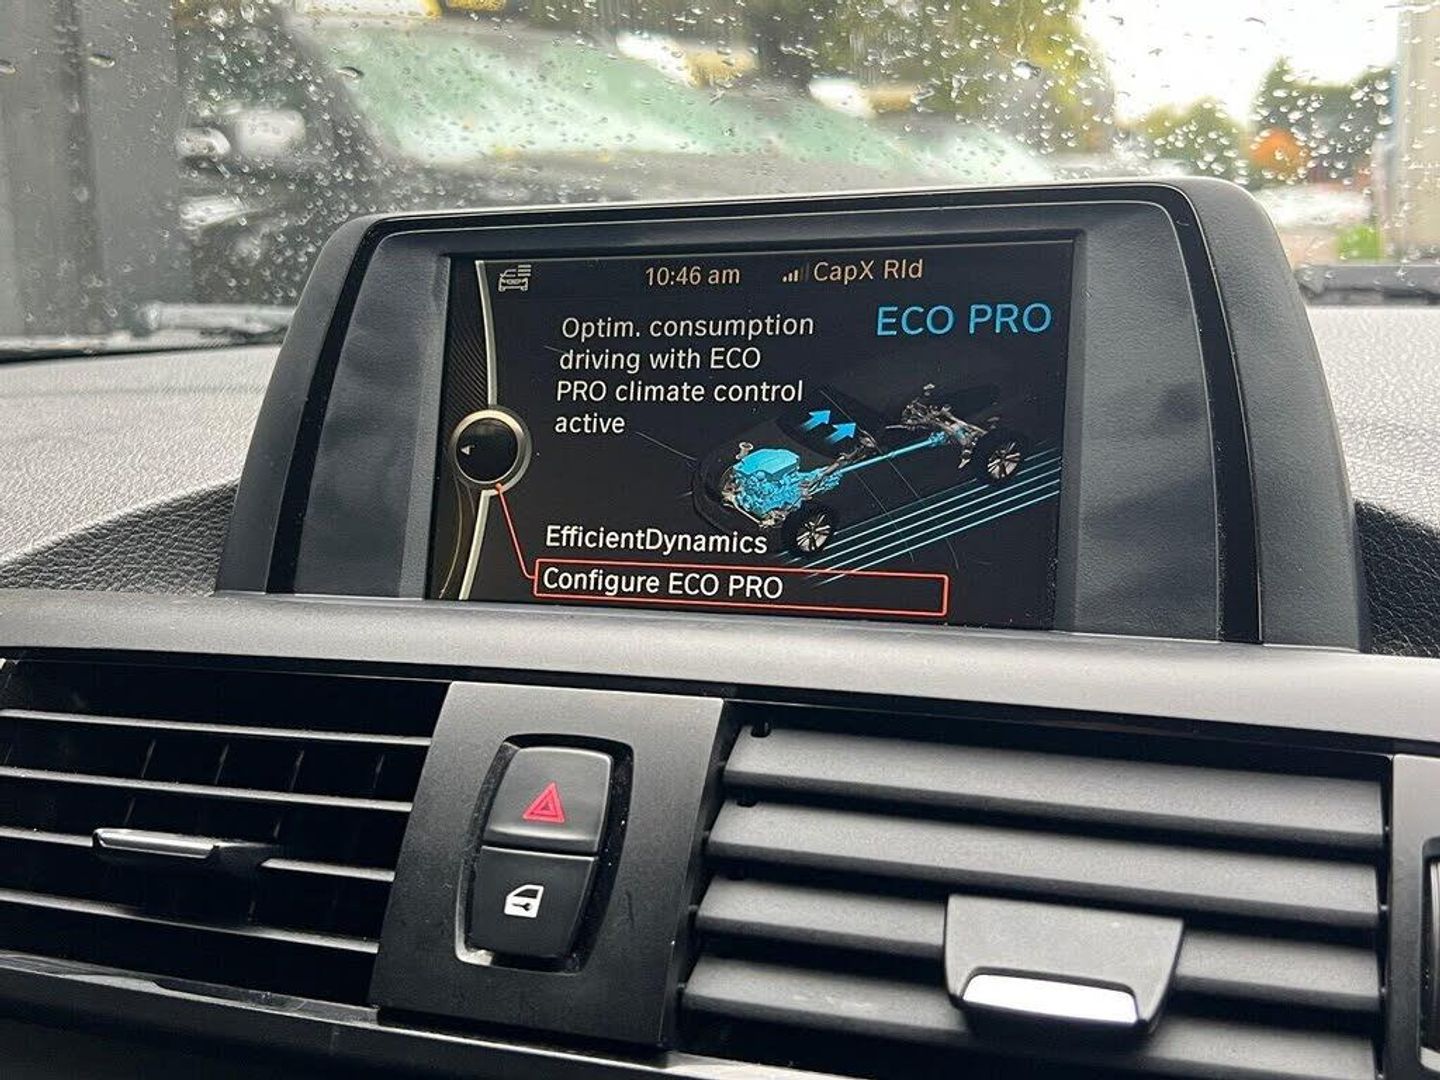 10:46 am CapX Rld
ECO PRO
Optim. consumption
driving with ECO
PRO climate control
active
EfficientDynamics
Configure ECO PRO